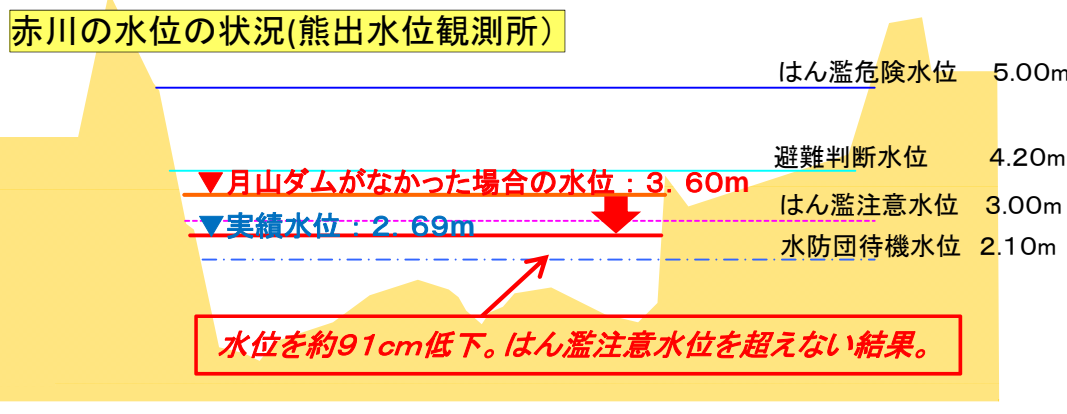 赤川の水位の状況(熊出水位観測所）
はん濫危険水位 5.00m
避難判断水位 4.20m
▼月山ダムがなかった場合の水位：３．６０m
はん濫注意水位 3.00m
▼実績水位：２．６９m
水防団待機水位 2.10m
水位を約９１cm低下。はん濫注意水位を超えない結果。